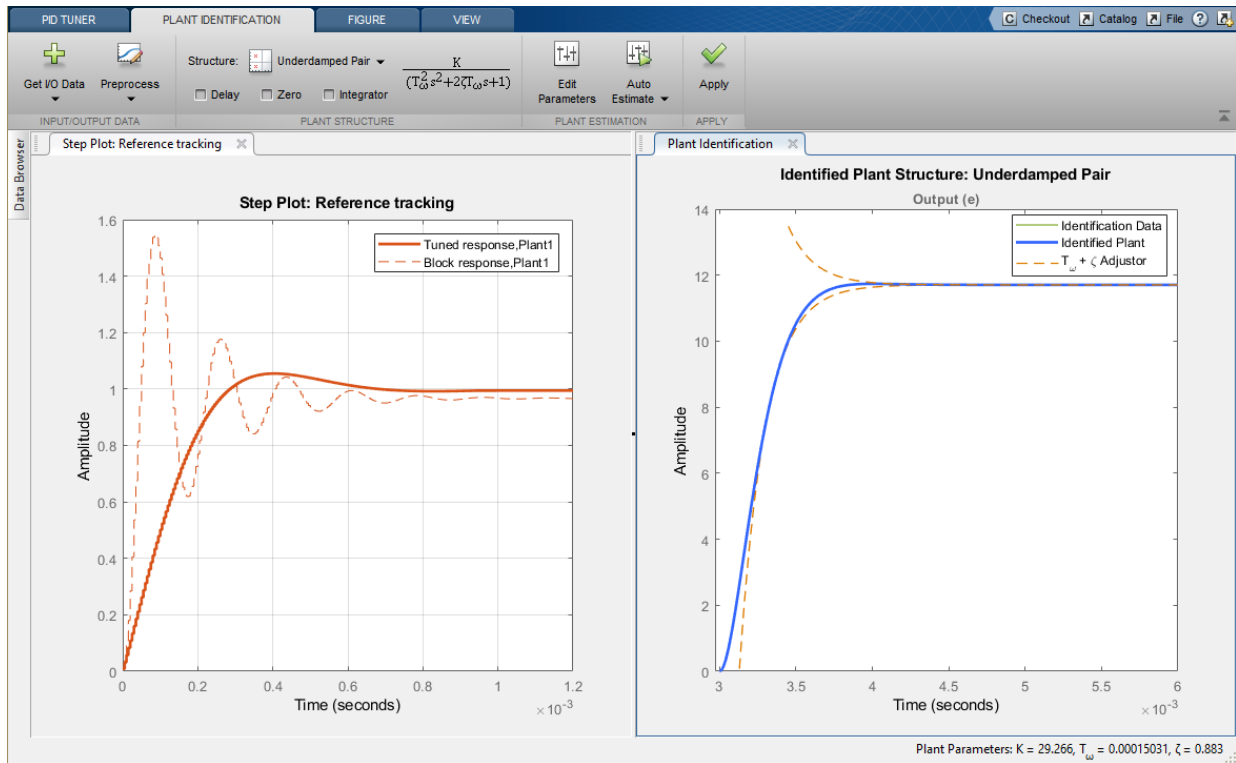 PID TUNER PLANT IDENTIFICATION FIGURE VIEW
Checkout Catalog File ?
Get I/O Data Preprocess
Structure: Underdamped Pair
K
(T²ωs²+2ζTωs+1)
Delay Zero Integrator
Edit Parameters
Auto Estimate
Apply
INPUT/OUTPUT DATA PLANT STRUCTURE PLANT ESTIMATION APPLY
Data Browser
Step Plot: Reference tracking
Step Plot: Reference tracking
Tuned response,Plant1
Block response,Plant1
Amplitude
1.6
1.4
1.2
1
0.8
0.6
0.4
0.2
0
0 0.2 0.4 0.6 0.8 1 1.2
Time (seconds)
×10⁻³
Plant Identification
Identified Plant Structure: Underdamped Pair
Output (e)
Identification Data
Identified Plant
Tω + ζ Adjustor
Amplitude
14
12
10
8
6
4
2
0
3 3.5 4 4.5 5 5.5 6
Time (seconds)
×10⁻³
Plant Parameters: K = 29.266, Tω = 0.00015031, ζ = 0.883